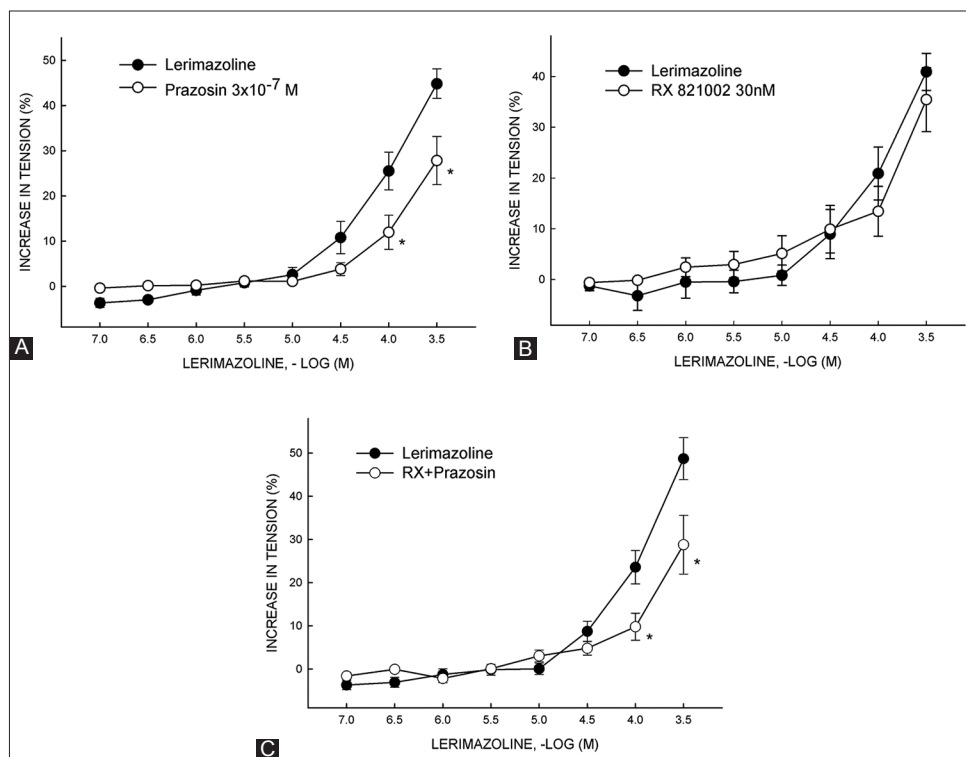 Lerimazoline
Prazosin 3x10⁻⁷ M
INCREASE IN TENSION (%)
50
40
30
20
10
0
*
*
7.0 6.5 6.0 5.5 5.0 4.5 4.0 3.5
LERIMAZOLINE, - LOG (M)
A
Lerimazoline
RX 821002 30nM
INCREASE IN TENSION (%)
40
30
20
10
0
7.0 6.5 6.0 5.5 5.0 4.5 4.0 3.5
LERIMAZOLINE, -LOG (M)
B
Lerimazoline
RX+Prazosin
INCREASE IN TENSION (%)
50
40
30
20
10
0
*
*
7.0 6.5 6.0 5.5 5.0 4.5 4.0 3.5
LERIMAZOLINE, -LOG (M)
C